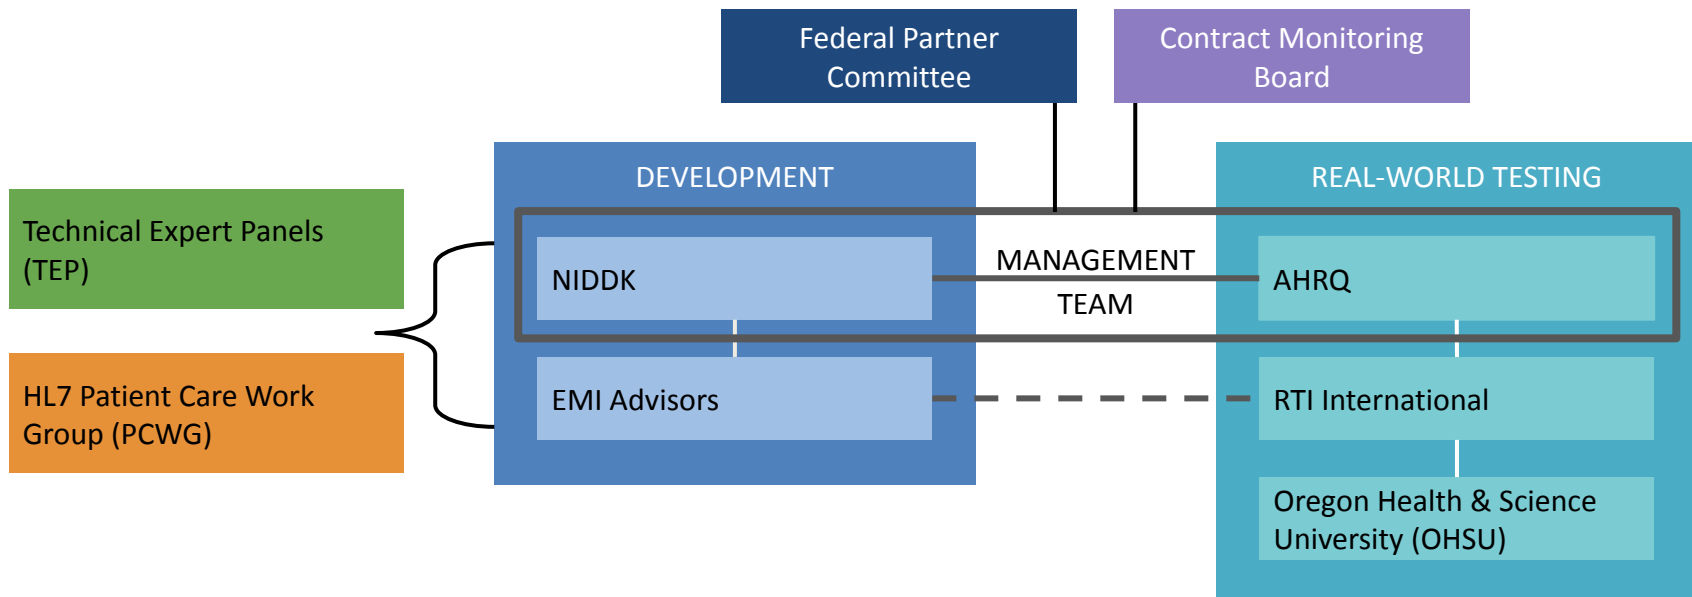 Federal Partner
Committee
Contract Monitoring
Board
DEVELOPMENT
REAL-WORLD TESTING
Technical Expert Panels
(TEP)
NIDDK
MANAGEMENT
TEAM
AHRQ
HL7 Patient Care Work
Group (PCWG)
EMI Advisors
RTI International
Oregon Health & Science
University (OHSU)